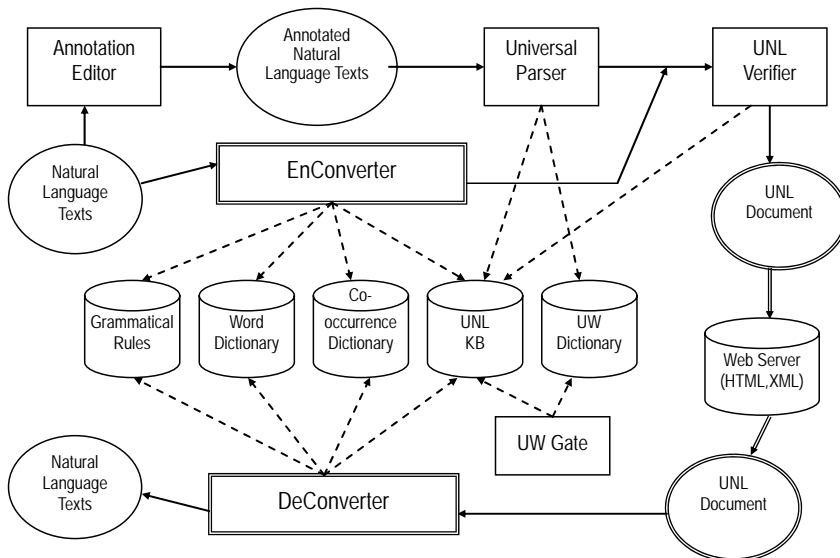 Annotation
Editor
Annotated
Natural
Language Texts
Universal
Parser
UNL
Verifier
Natural
Language
Texts
EnConverter
UNL
Document
Grammatical
Rules
Word
Dictionary
Co-
occurrence
Dictionary
UNL
KB
UW
Dictionary
Web Server
(HTML,XML)
UW Gate
Natural
Language
Texts
DeConverter
UNL
Document